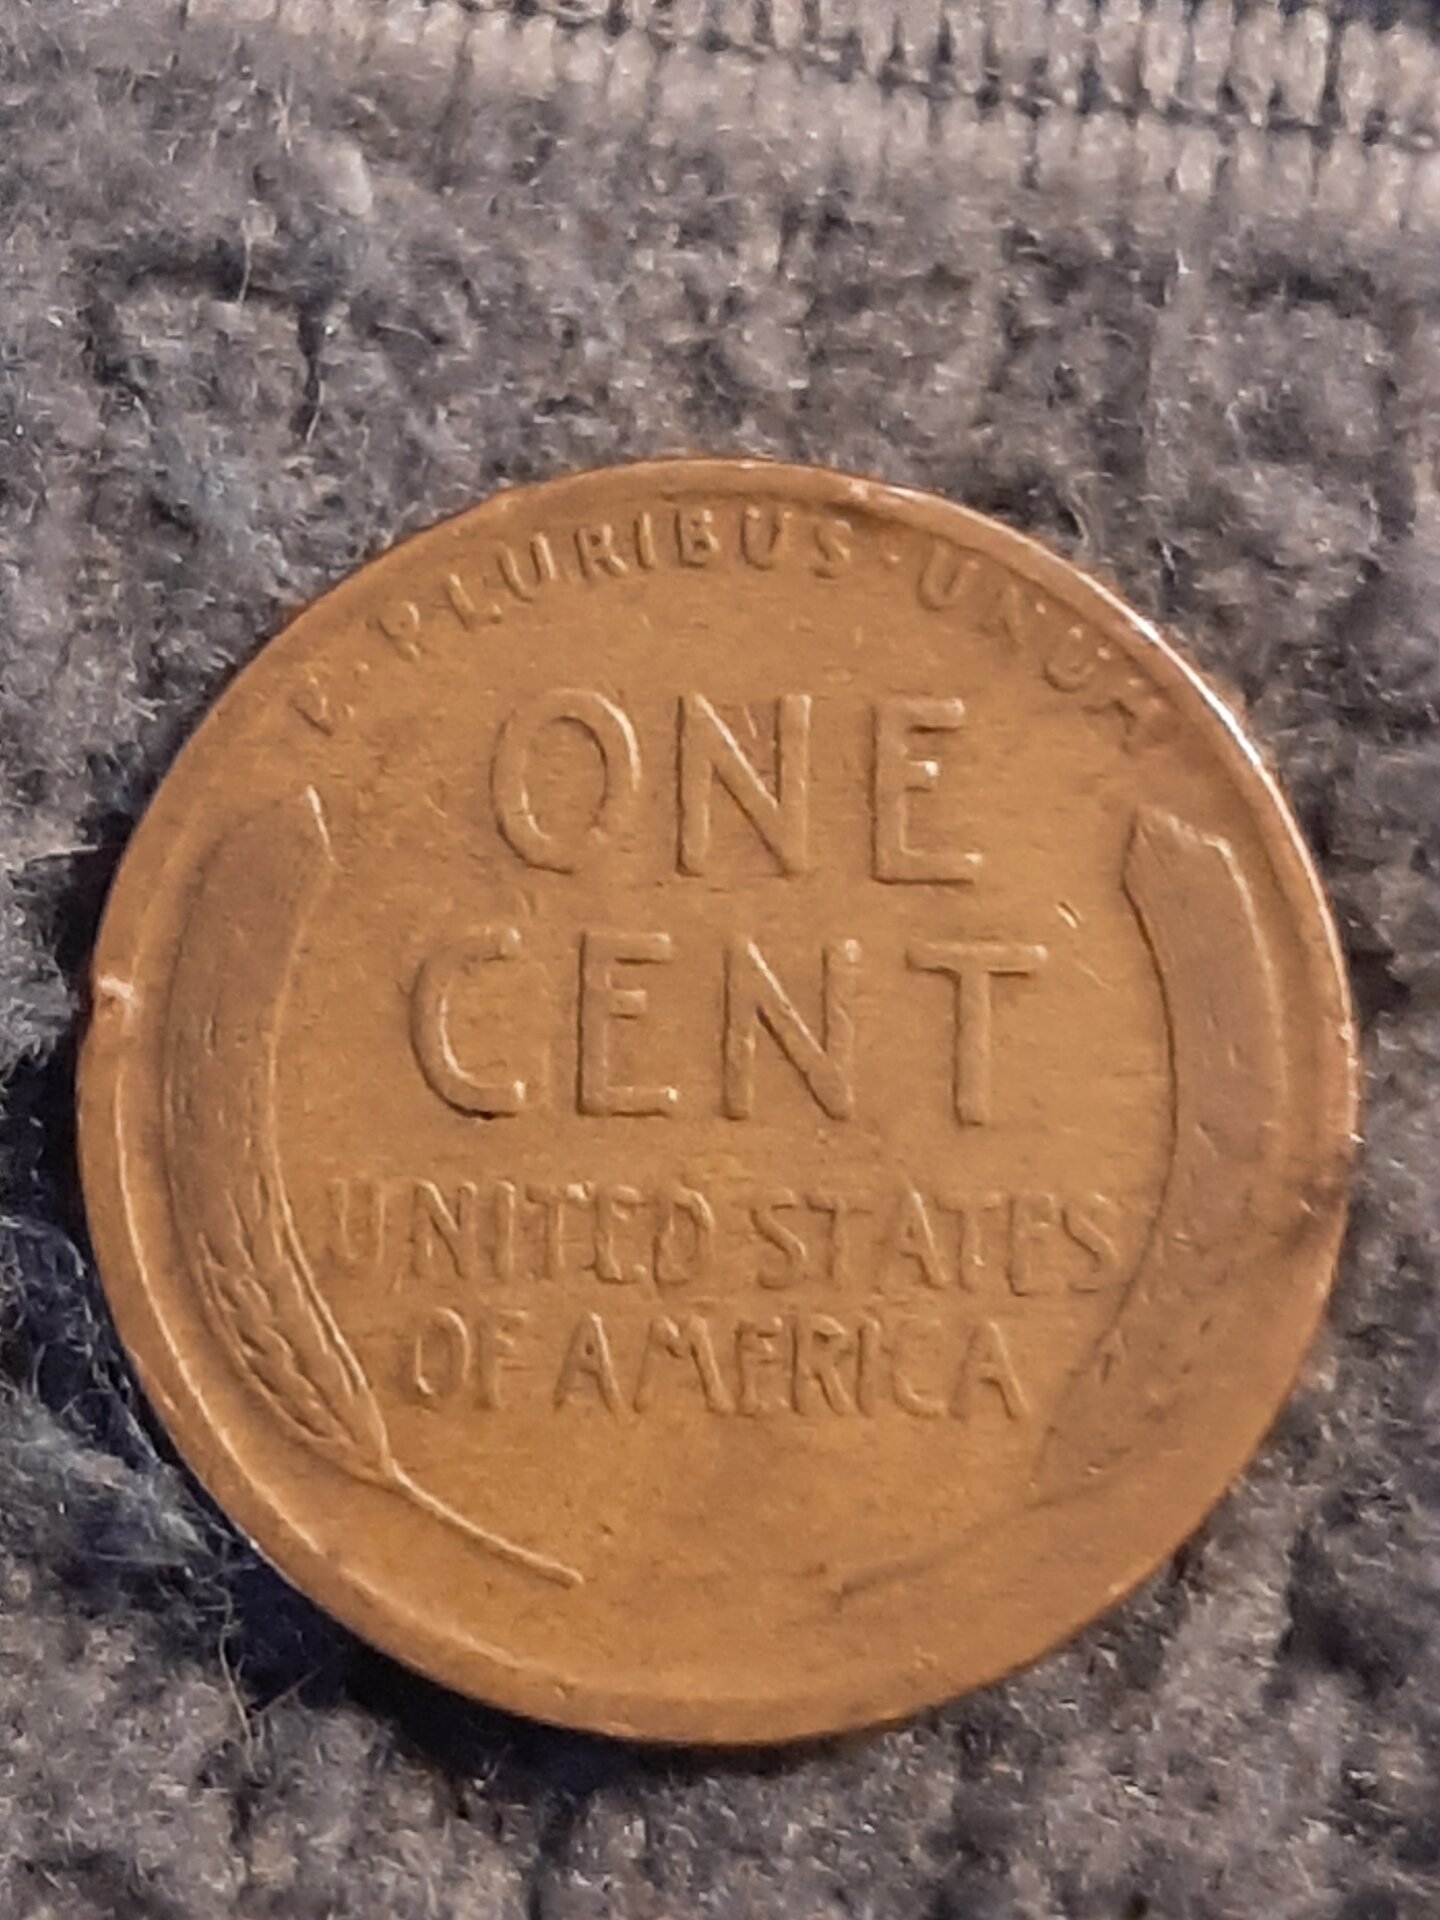 E · PLURIBUS · UNUM
ONE
CENT
UNITED STATES
OF AMERICA